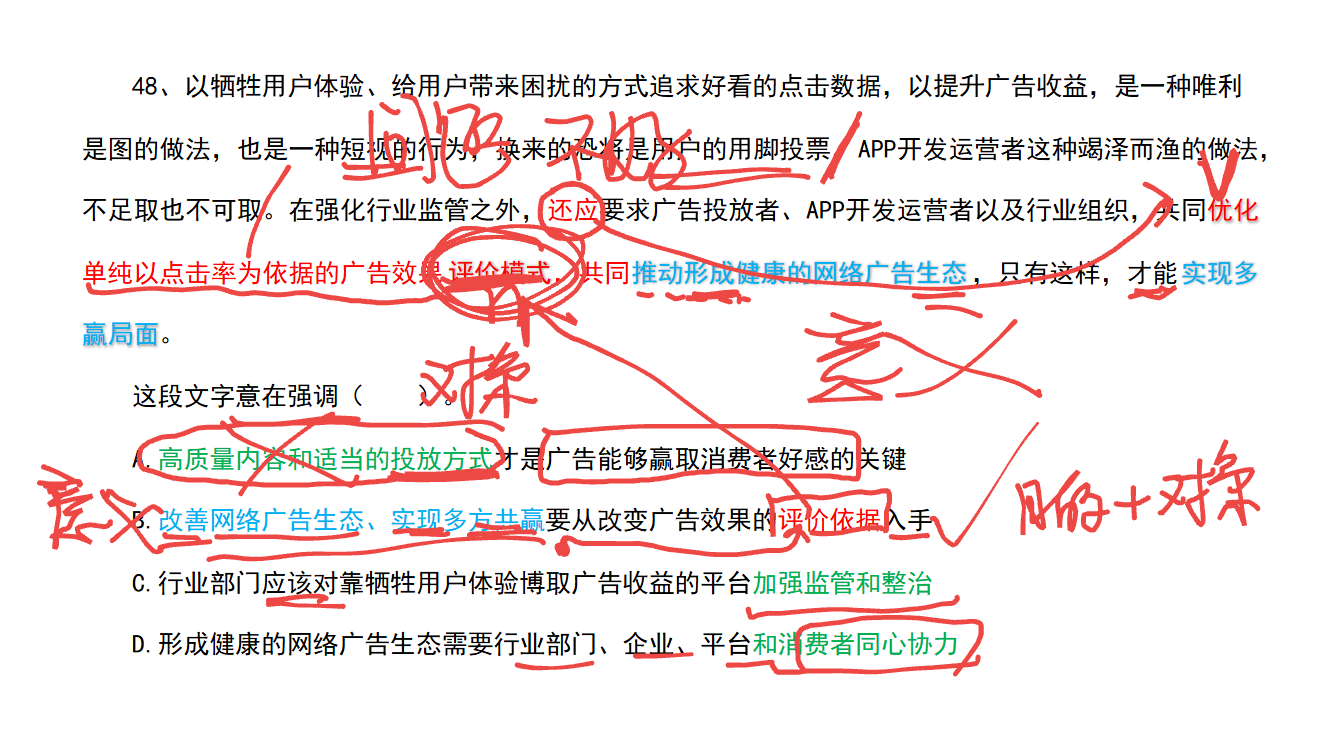 48、以牺牲用户体验、给用户带来困扰的方式追求好看的点击数据，以提升广告收益，是一种唯利
是图的做法，也是一种短视的行为，换来的恐将是用户的用脚投票 APP开发运营者这种竭泽而渔的做法，
问题 不好
不足取也不可取。在强化行业监管之外，还应要求广告投放者、APP开发运营者以及行业组织，共同优化
单纯以点击率为依据的广告效果评价模式，共同推动形成健康的网络广告生态，只有这样，才能实现多
赢局面。
意义
这段文字意在强调（ ）。
对策
A.高质量内容和适当的投放方式才是广告能够赢取消费者好感的关键
意义
B.改善网络广告生态、实现多方共赢要从改变广告效果的评价依据入手
目的+对策
C.行业部门应该对靠牺牲用户体验博取广告收益的平台加强监管和整治
D.形成健康的网络广告生态需要行业部门、企业、平台和消费者同心协力